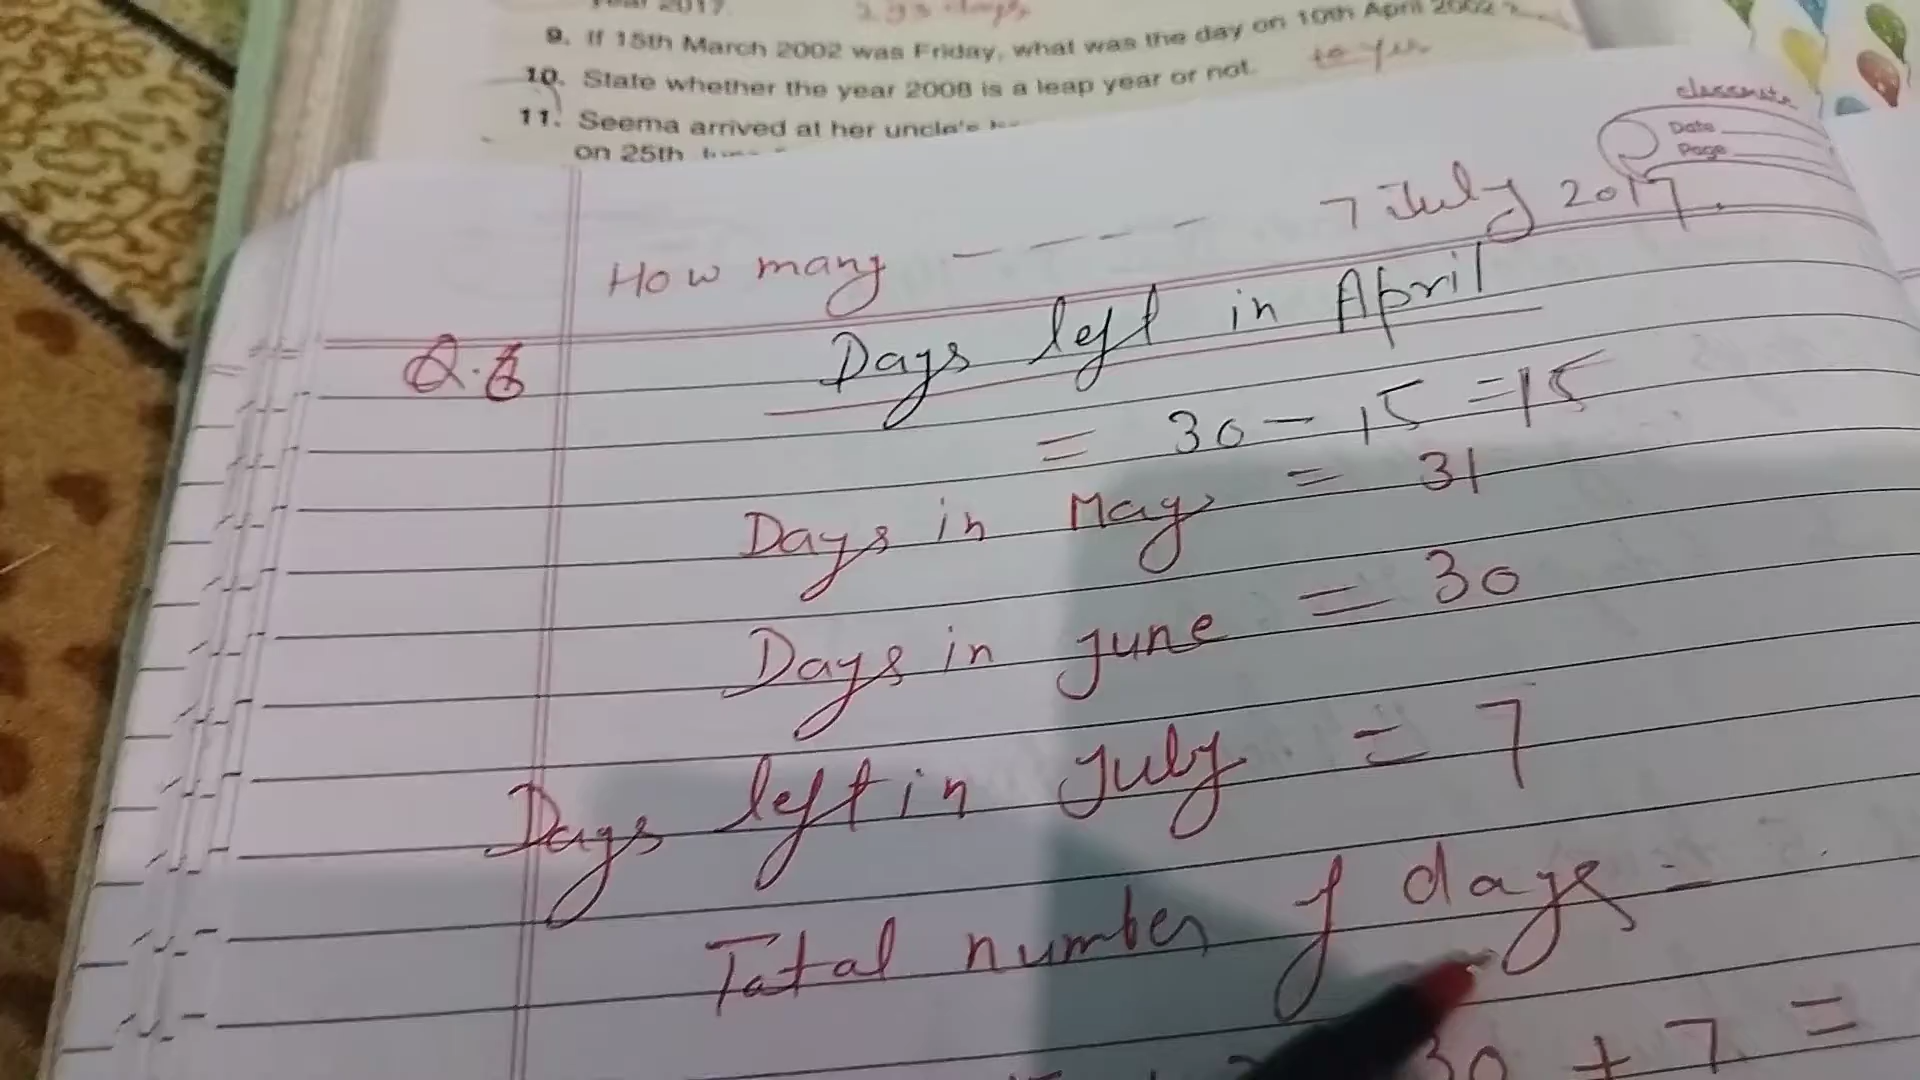 year 2017.
9. If 15th March 2002 was Friday, what was the day on 10th April 2002 ?
10. State whether the year 2008 is a leap year or not.
11. Seema arrived at her uncle's
on 25th
classmate
Date
Page
How many - - - - 7 July 2017.
Q.6 Days left in April
= 30 - 15 = 15
Days in May = 31
Days in June = 30
Days left in July = 7
Total number of days =
30 + 7 =